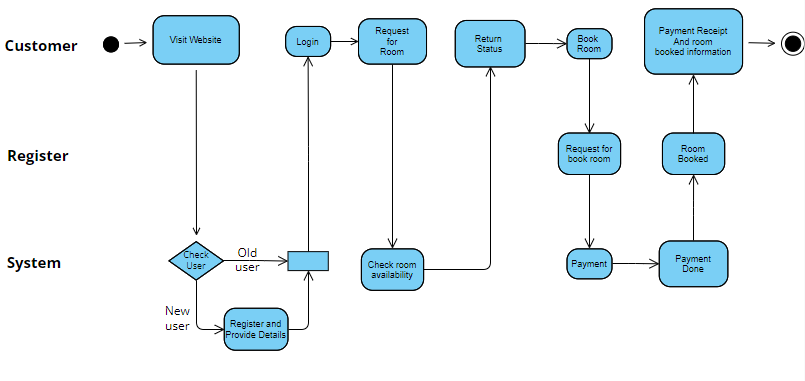 Customer
Visit Website
Login
Request
for
Room
Return
Status
Book
Room
Payment Receipt
And room
booked information
Register
Request for
book room
Room
Booked
System
Check
User
Old
user
Check room
availability
Payment
Payment
Done
New
user
Register and
Provide Details